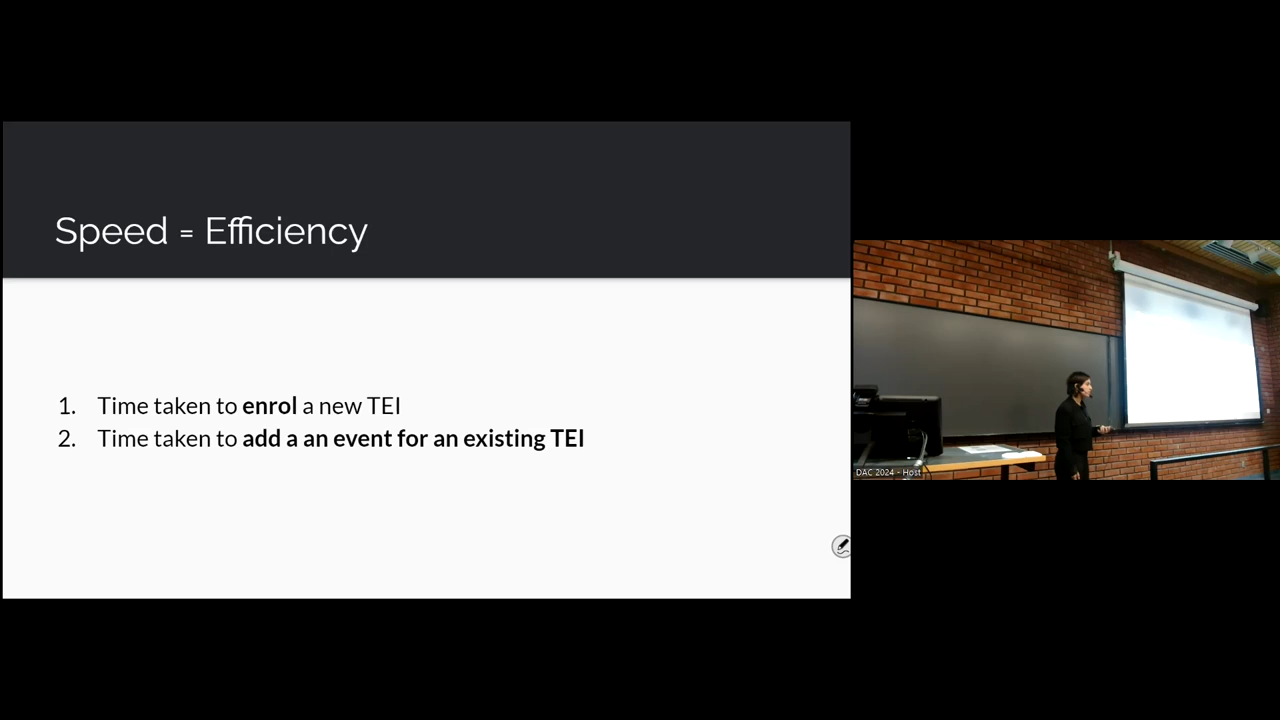 Speed = Efficiency
1. Time taken to enrol a new TEI
2. Time taken to add a an event for an existing TEI
DAC 2024 - Host